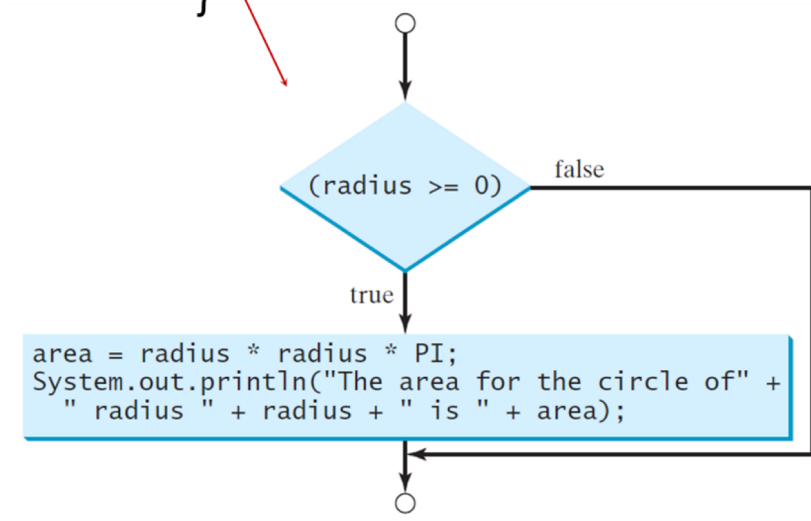 }
(radius >= 0)
false
true
area = radius * radius * PI;
System.out.println("The area for the circle of" +
" radius " + radius + " is " + area);